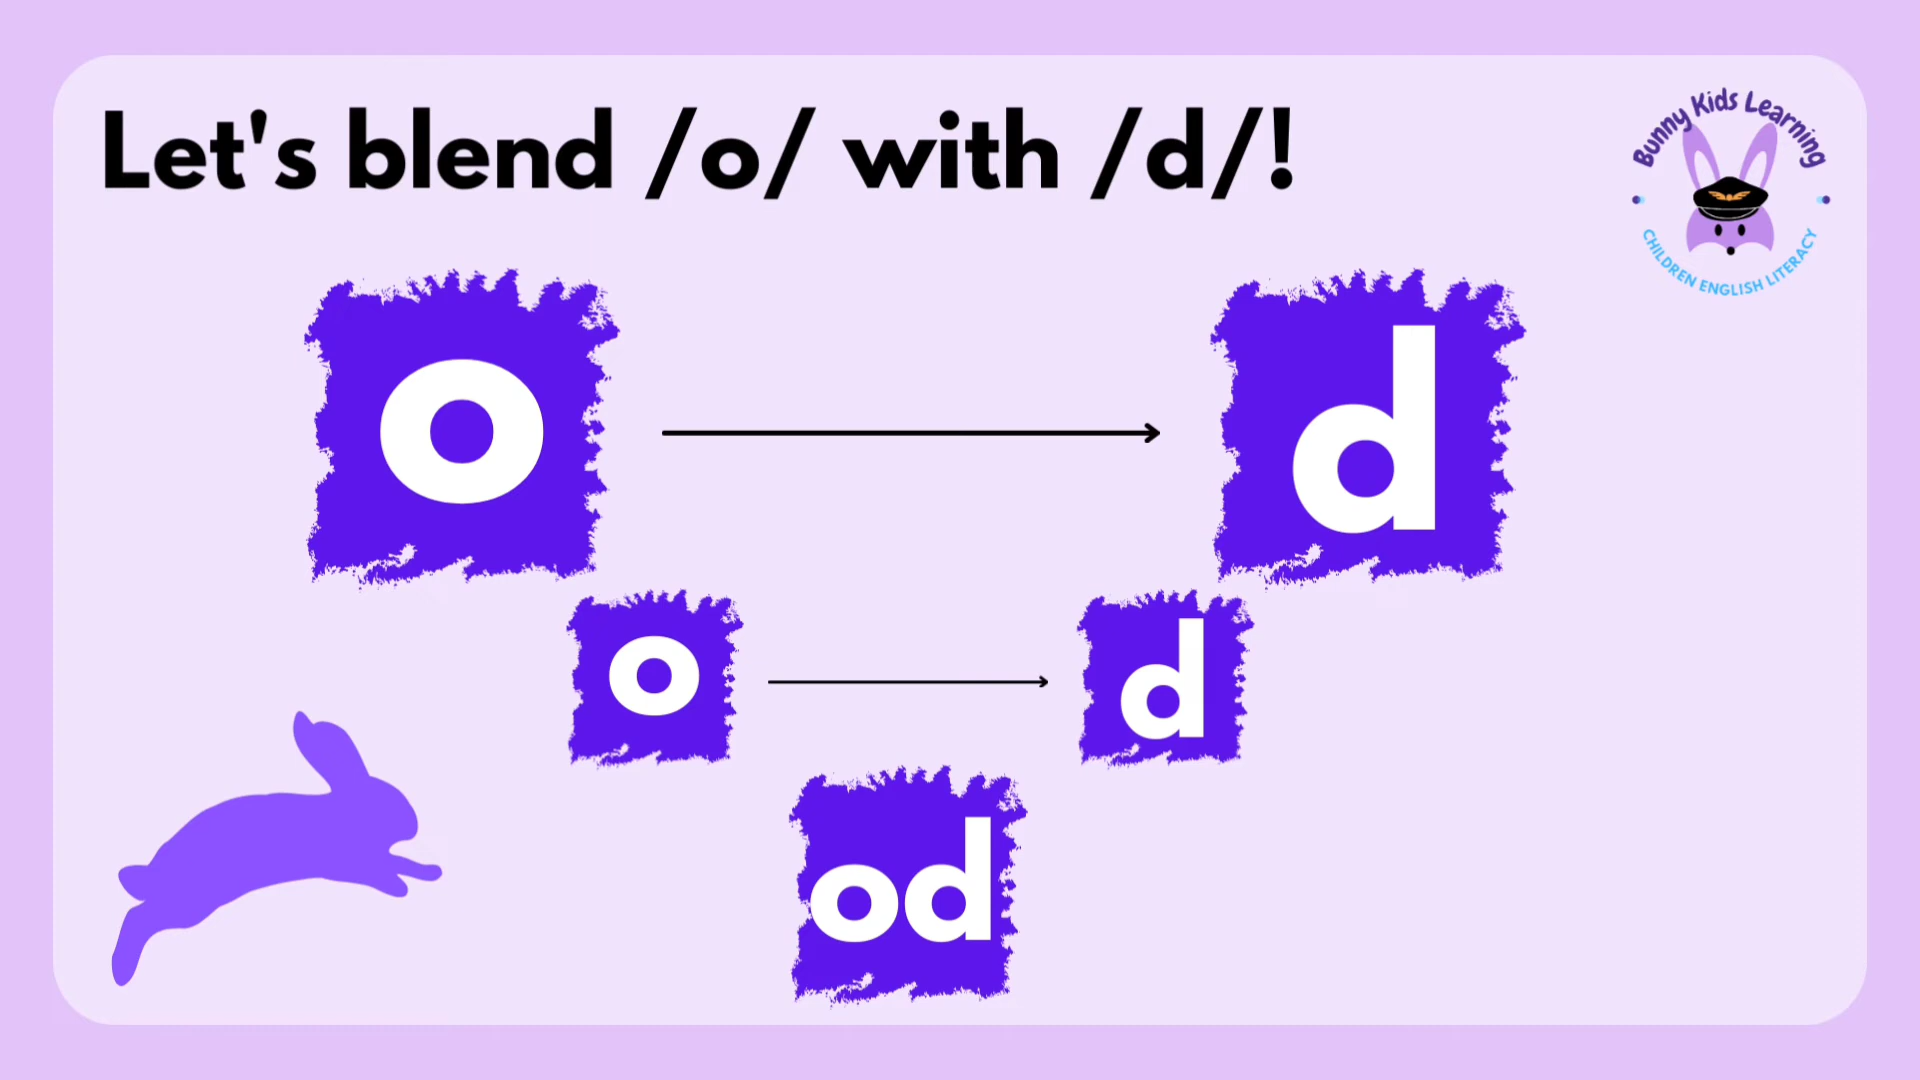 Let's blend /o/ with /d/!
Bunny Kids Learning
CHILDREN ENGLISH LITERACY
o
d
o
d
od